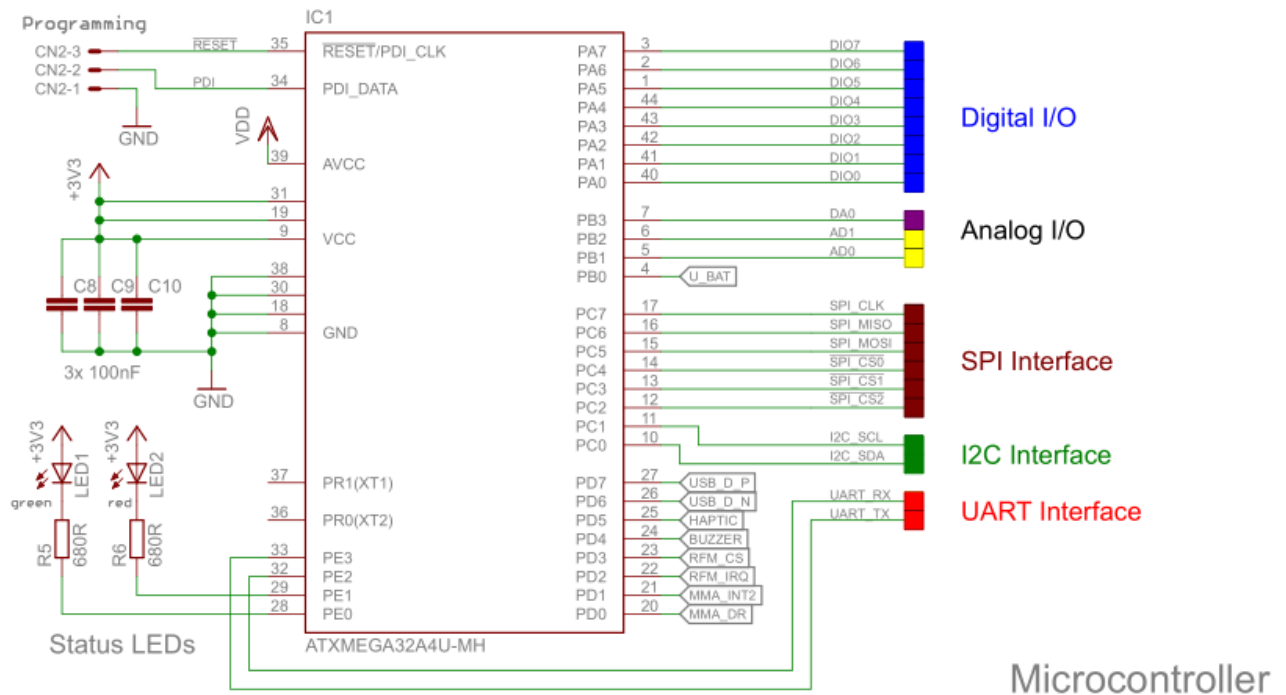 Programming
CN2-3
CN2-2
CN2-1
RESET
PDI
GND
35
34
VDD
39
+3V3
31
19
9
38
30
18
8
C8
C9
C10
3x 100nF
GND
+3V3
LED1
green
R5
680R
+3V3
LED2
red
R6
680R
37
36
33
32
29
28
Status LEDs
IC1
RESET/PDI_CLK
PDI_DATA
AVCC
VCC
GND
PR1(XT1)
PR0(XT2)
PE3
PE2
PE1
PE0
ATXMEGA32A4U-MH
PA7 3 DIO7
PA6 2 DIO6
PA5 1 DIO5
PA4 44 DIO4
PA3 43 DIO3
PA2 42 DIO2
PA1 41 DIO1
PA0 40 DIO0
Digital I/O
PB3 7 DA0
PB2 6 AD1
PB1 5 AD0
PB0 4 U_BAT
Analog I/O
PC7 17 SPI_CLK
PC6 16 SPI_MISO
PC5 15 SPI_MOSI
PC4 14 SPI_CS0
PC3 13 SPI_CS1
PC2 12 SPI_CS2
SPI Interface
PC1 11 I2C_SCL
PC0 10 I2C_SDA
I2C Interface
PD7 27 USB_D_P
PD6 26 USB_D_N
PD5 25 HAPTIC
PD4 24 BUZZER
PD3 23 RFM_CS
PD2 22 RFM_IRQ
PD1 21 MMA_INT2
PD0 20 MMA_DR
UART_RX
UART_TX
UART Interface
Microcontroller